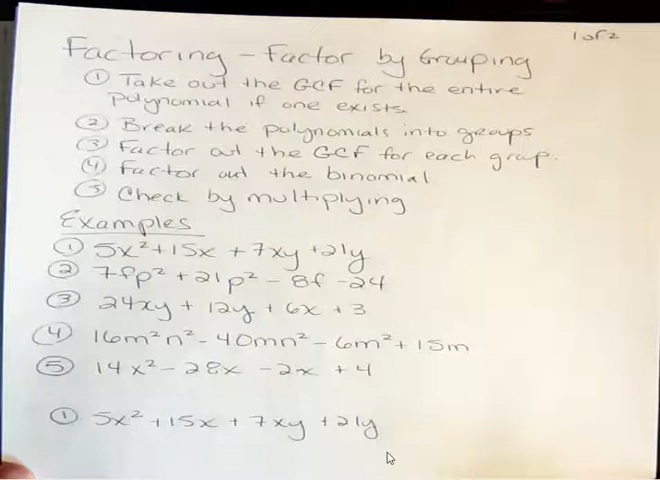 1 of 2
Factoring - Factor by Grouping
① Take out the GCF for the entire
polynomial if one exists.
② Break the polynomials into groups
③ Factor out the GCF for each group.
④ Factor out the binomial
⑤ Check by multiplying
Examples
① 5x² + 15x + 7xy + 21y
② 7fp² + 21p² - 8f - 24
③ 24xy + 12y + 6x + 3
④ 16m²n² - 40mn² - 6m² + 15m
⑤ 14x² - 28x - 2x + 4
① 5x² + 15x + 7xy + 21y